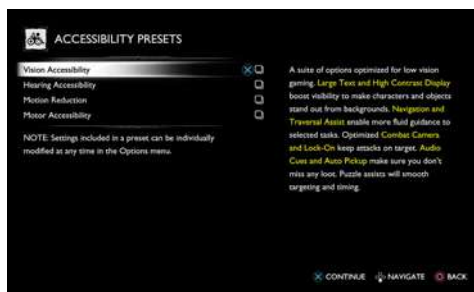 ACCESSIBILITY PRESETS
Vision Accessibility
Hearing Accessibility
Motion Reduction
Motor Accessibility
NOTE: Settings included in a preset can be individually
modified at any time in the Options menu.
A suite of options optimized for low vision
gaming. Large Text and High Contrast Display
boost visibility to make characters and objects
stand out from backgrounds. Navigation and
Traversal Assist enable more fluid guidance to
selected tasks. Optimized Combat Camera
and Lock-On keep attacks on target. Audio
Cues and Auto Pickup make sure you don't
miss any loot. Puzzle assists will smooth
targeting and timing.
CONTINUE NAVIGATE BACK